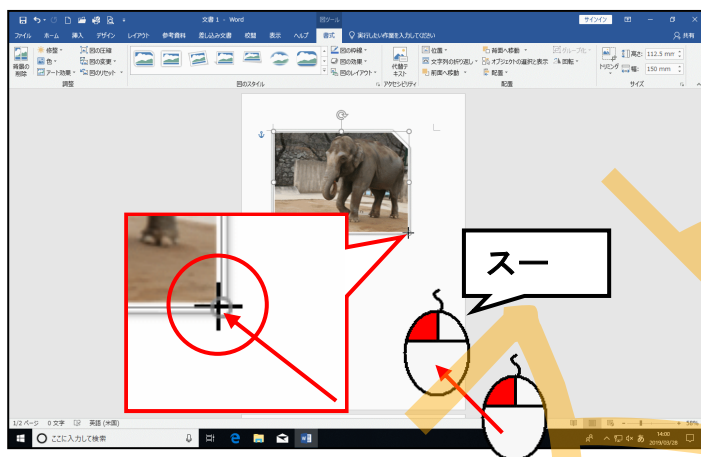 文書 1 - Word
図ツール
サインイン
ファイル ホーム 挿入 デザイン レイアウト 参考資料 差し込み文書 校閲 表示 ヘルプ 書式 実行したい作業を入力してください 共有
背景の削除
修整
色
アート効果
図の圧縮
図の変更
図のリセット
調整
図のスタイル
図の枠線
図の効果
図のレイアウト
代替テキスト
アクセシビリティ
位置
文字列の折り返し
前面へ移動
背面へ移動
オブジェクトの選択と表示
配置
グループ化
回転
配置
トリミング
高さ: 112.5 mm
幅: 150 mm
サイズ
スー
1/2 ページ 0 文字 英語 (米国)
58%
ここに入力して検索
あ
14:00
2019/03/28